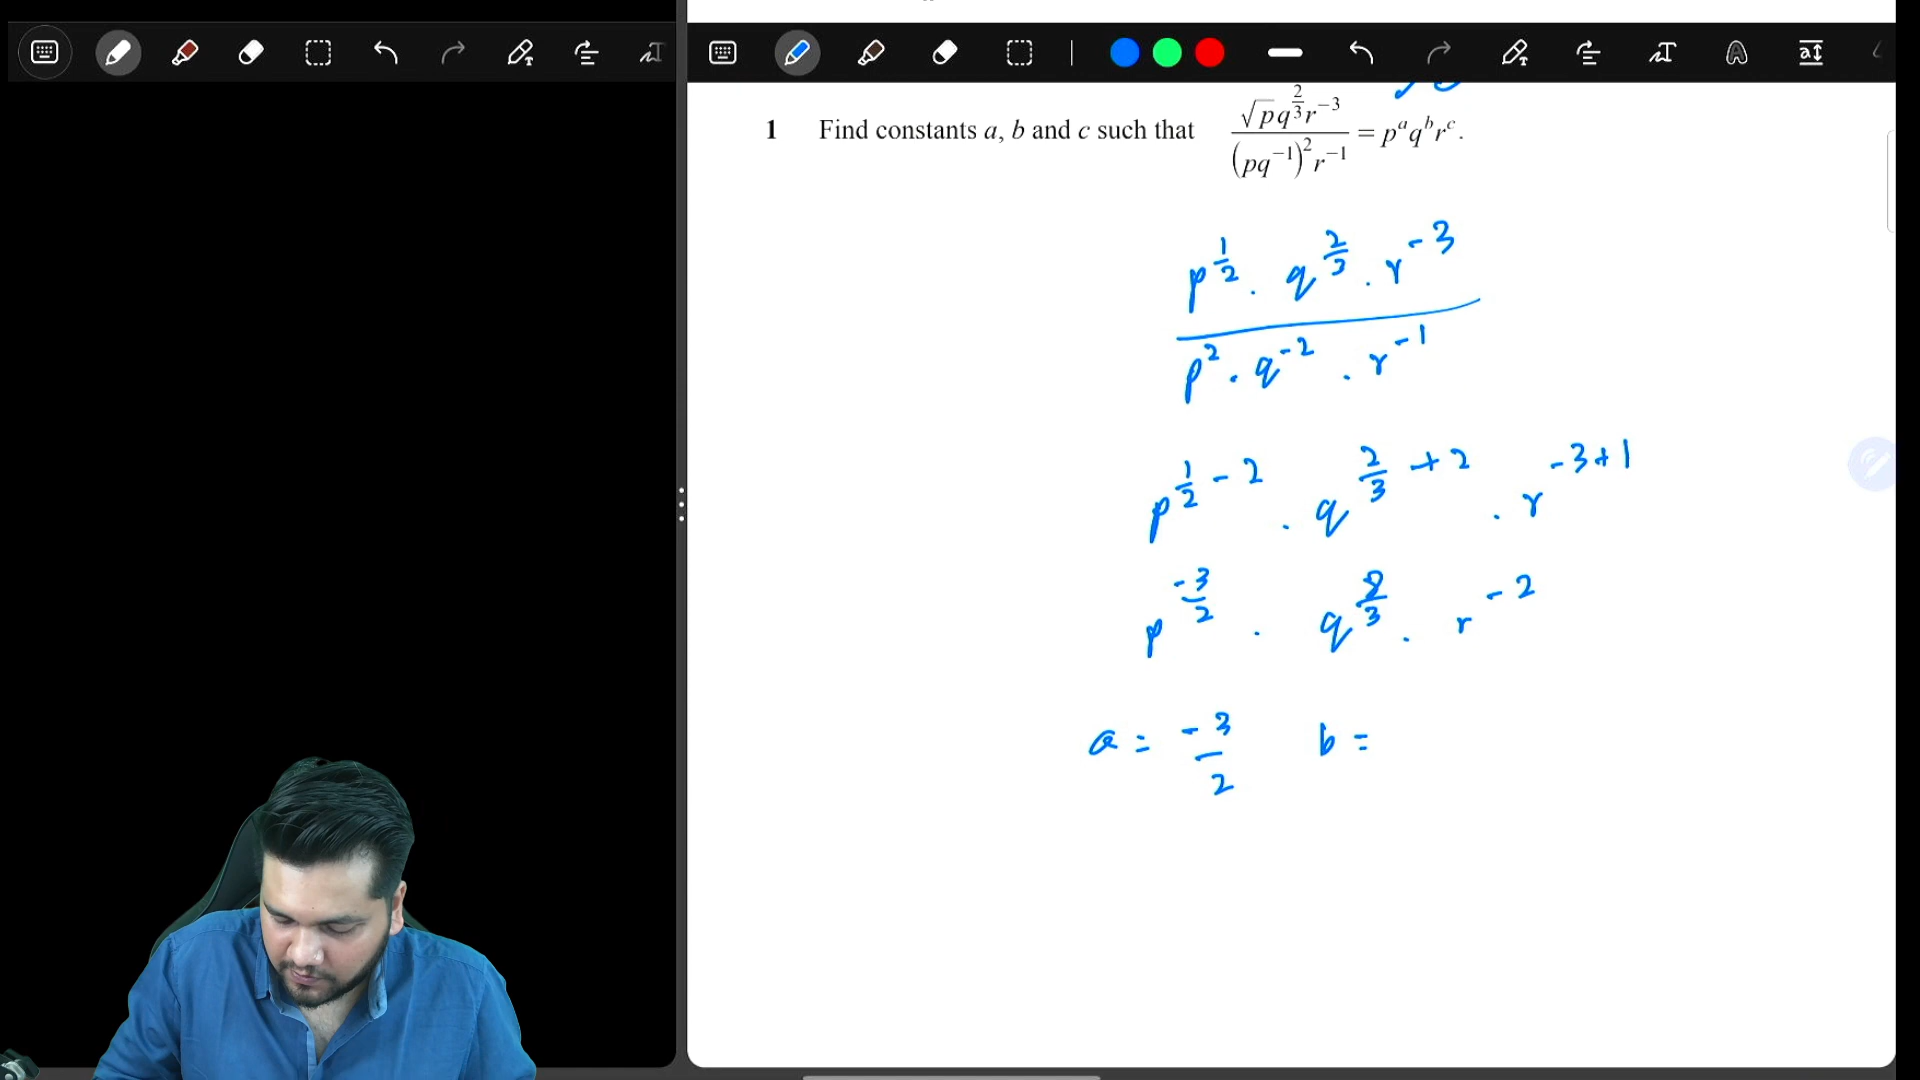 1 Find constants a, b and c such that √p q^(2/3) r^(-3) / (pq^(-1))^2 r^(-1) = p^a q^b r^c.
p^(1/2) . q^(2/3) . r^(-3)
p^2 . q^(-2) . r^(-1)
p^(1/2 - 2) . q^(2/3 + 2) . r^(-3+1)
p^(-3/2) . q^(8/3) . r^(-2)
a = -3/2 b =